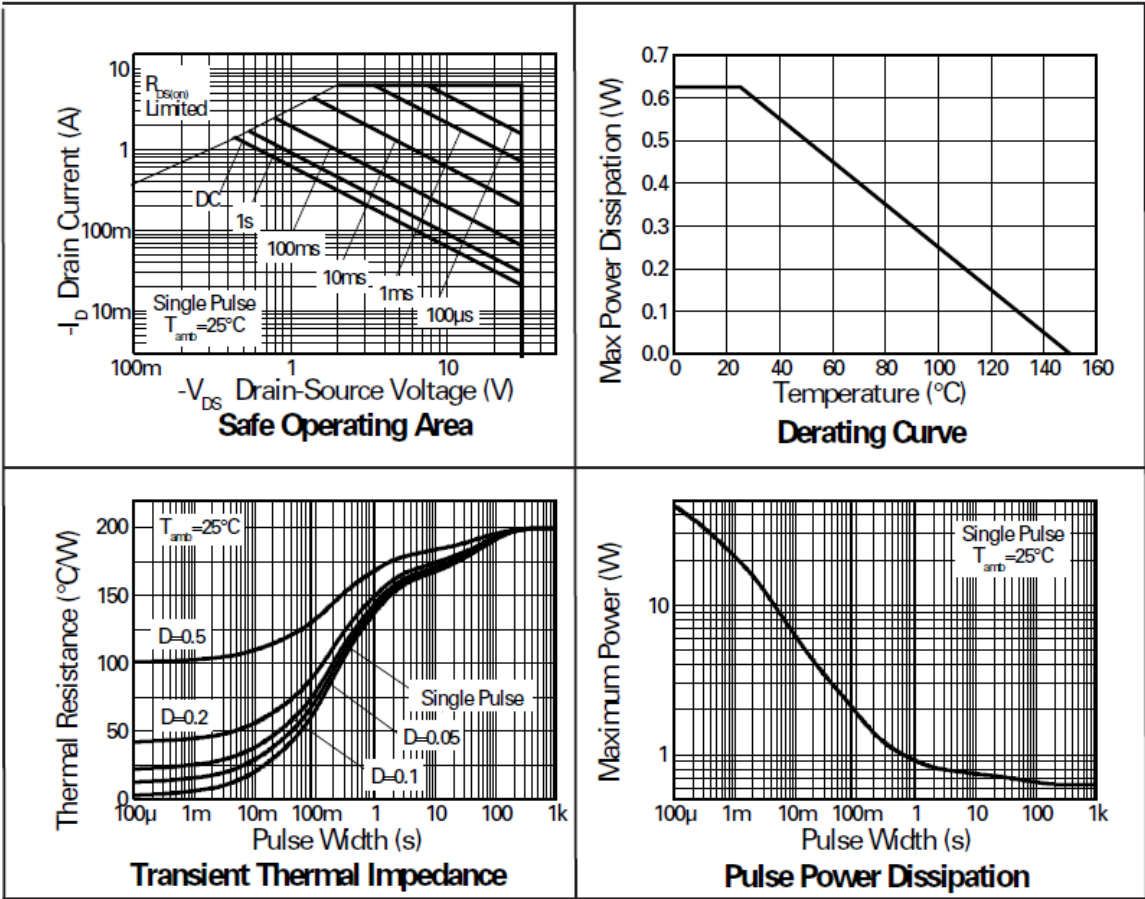 -I_D Drain Current (A)
10
1
100m
10m
R_DS(on)
Limited
DC
1s
100ms
10ms
1ms
100µs
Single Pulse
T_amb=25°C
100m
1
10
-V_DS Drain-Source Voltage (V)
Safe Operating Area
Max Power Dissipation (W)
0.7
0.6
0.5
0.4
0.3
0.2
0.1
0.0
0
20
40
60
80
100
120
140
160
Temperature (°C)
Derating Curve
Thermal Resistance (°C/W)
200
150
100
50
0
T_amb=25°C
D=0.5
D=0.2
Single Pulse
D=0.05
D=0.1
100µ
1m
10m
100m
1
10
100
1k
Pulse Width (s)
Transient Thermal Impedance
Maximum Power (W)
10
1
Single Pulse
T_amb=25°C
100µ
1m
10m
100m
1
10
100
1k
Pulse Width (s)
Pulse Power Dissipation